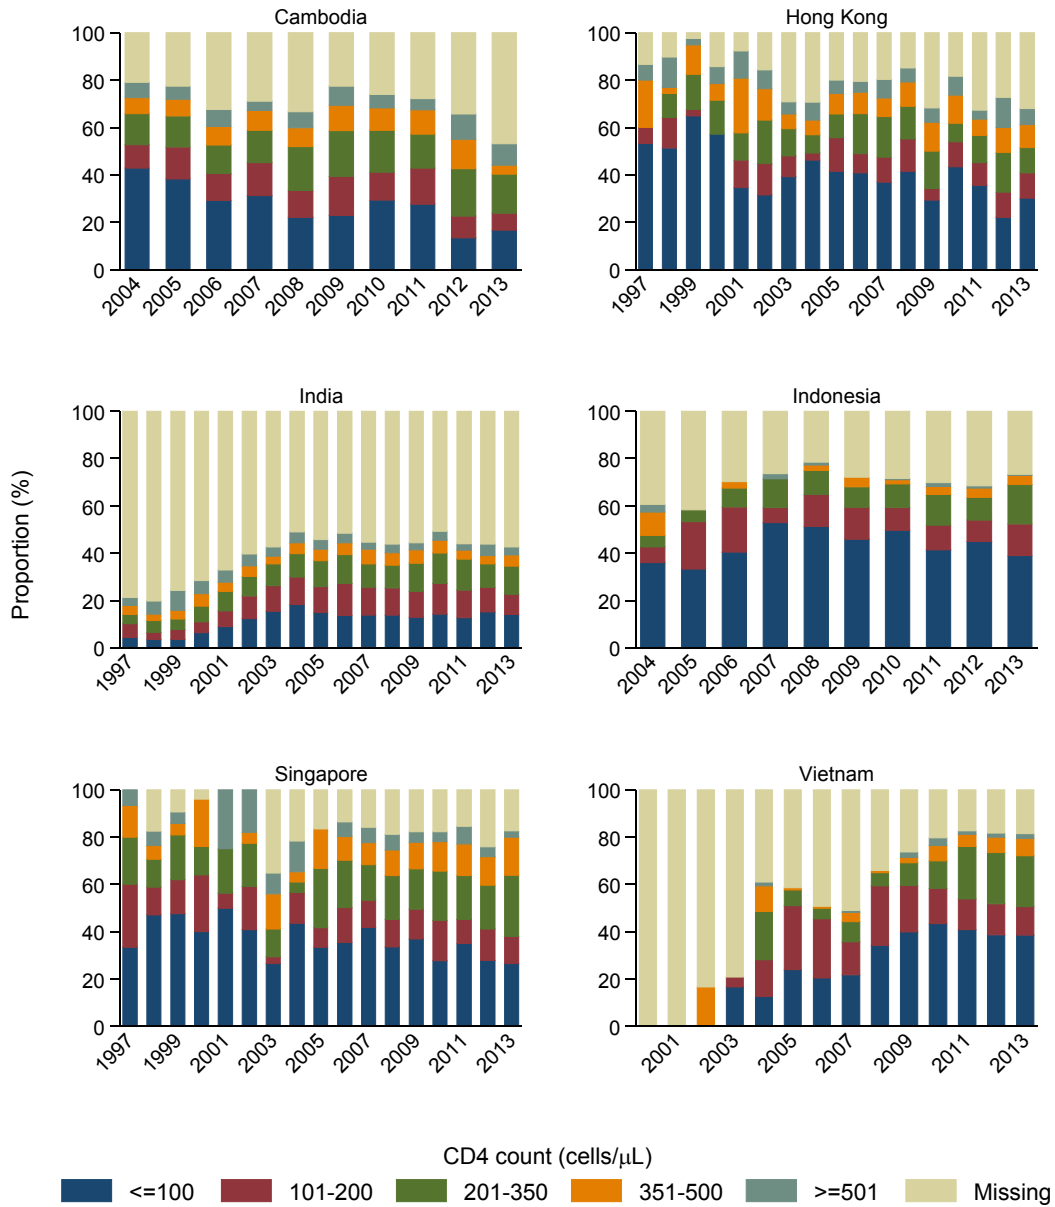 Cambodia
Hong Kong
100
80
60
40
20
0
2004 2005 2006 2007 2008 2009 2010 2011 2012 2013
100
80
60
40
20
0
1997 1999 2001 2003 2005 2007 2009 2011 2013
India
Indonesia
Proportion (%)
100
80
60
40
20
0
1997 1999 2001 2003 2005 2007 2009 2011 2013
100
80
60
40
20
0
2004 2005 2006 2007 2008 2009 2010 2011 2012 2013
Singapore
Vietnam
100
80
60
40
20
0
1997 1999 2001 2003 2005 2007 2009 2011 2013
100
80
60
40
20
0
2001 2003 2005 2007 2009 2011 2013
CD4 count (cells/μL)
<=100 101-200 201-350 351-500 >=501 Missing